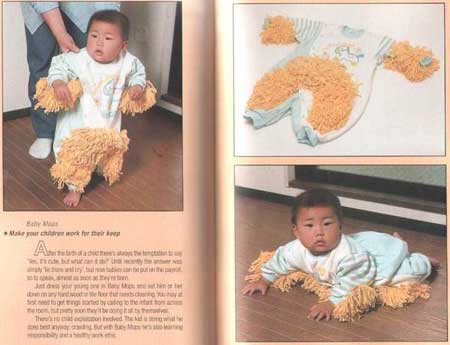 Baby Mops
● Make your children work for their keep
After the birth of a child there's always the temptation to say
"Yes, it's cute, but what can it do?" Until recently the answer was
simply "lie there and cry", but now babies can be put on the payroll,
so to speak, almost as soon as they're born.
Just dress your young one in Baby Mops and set him or her
down on any hard wood or tile floor that needs cleaning. You may at
first need to get things started by calling to the infant from across
the room, but pretty soon they'll be doing it all by themselves.
There's no child exploitation involved. The kid is doing what he
does best anyway: crawling. But with Baby Mops he's also learning
responsibility and a healthy work ethic.